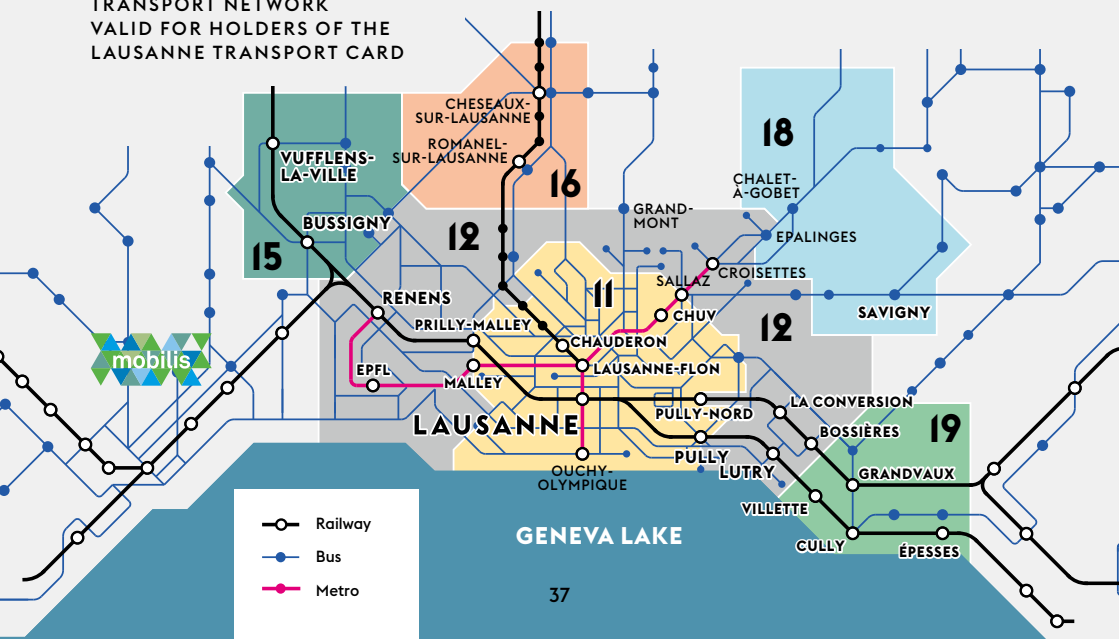 TRANSPORT NETWORK
VALID FOR HOLDERS OF THE
LAUSANNE TRANSPORT CARD
CHESEAUX-
SUR-LAUSANNE
ROMANEL-
SUR-LAUSANNE
18
VUFFLENS-
LA-VILLE
16
CHALET-
À-GOBET
GRAND-
MONT
BUSSIGNY
12
EPALINGES
15
CROISETTES
SALLAZ
11
RENENS
SAVIGNY
CHUV
PRILLY-MALLEY
12
CHAUDERON
mobilis
EPFL
LAUSANNE-FLON
MALLEY
LA CONVERSION
PULLY-NORD
LAUSANNE
BOSSIÈRES
19
PULLY
LUTRY
GRANDVAUX
OUCHY-
OLYMPIQUE
VILLETTE
Railway
GENEVA LAKE
CULLY
ÉPESSES
Bus
Metro
37